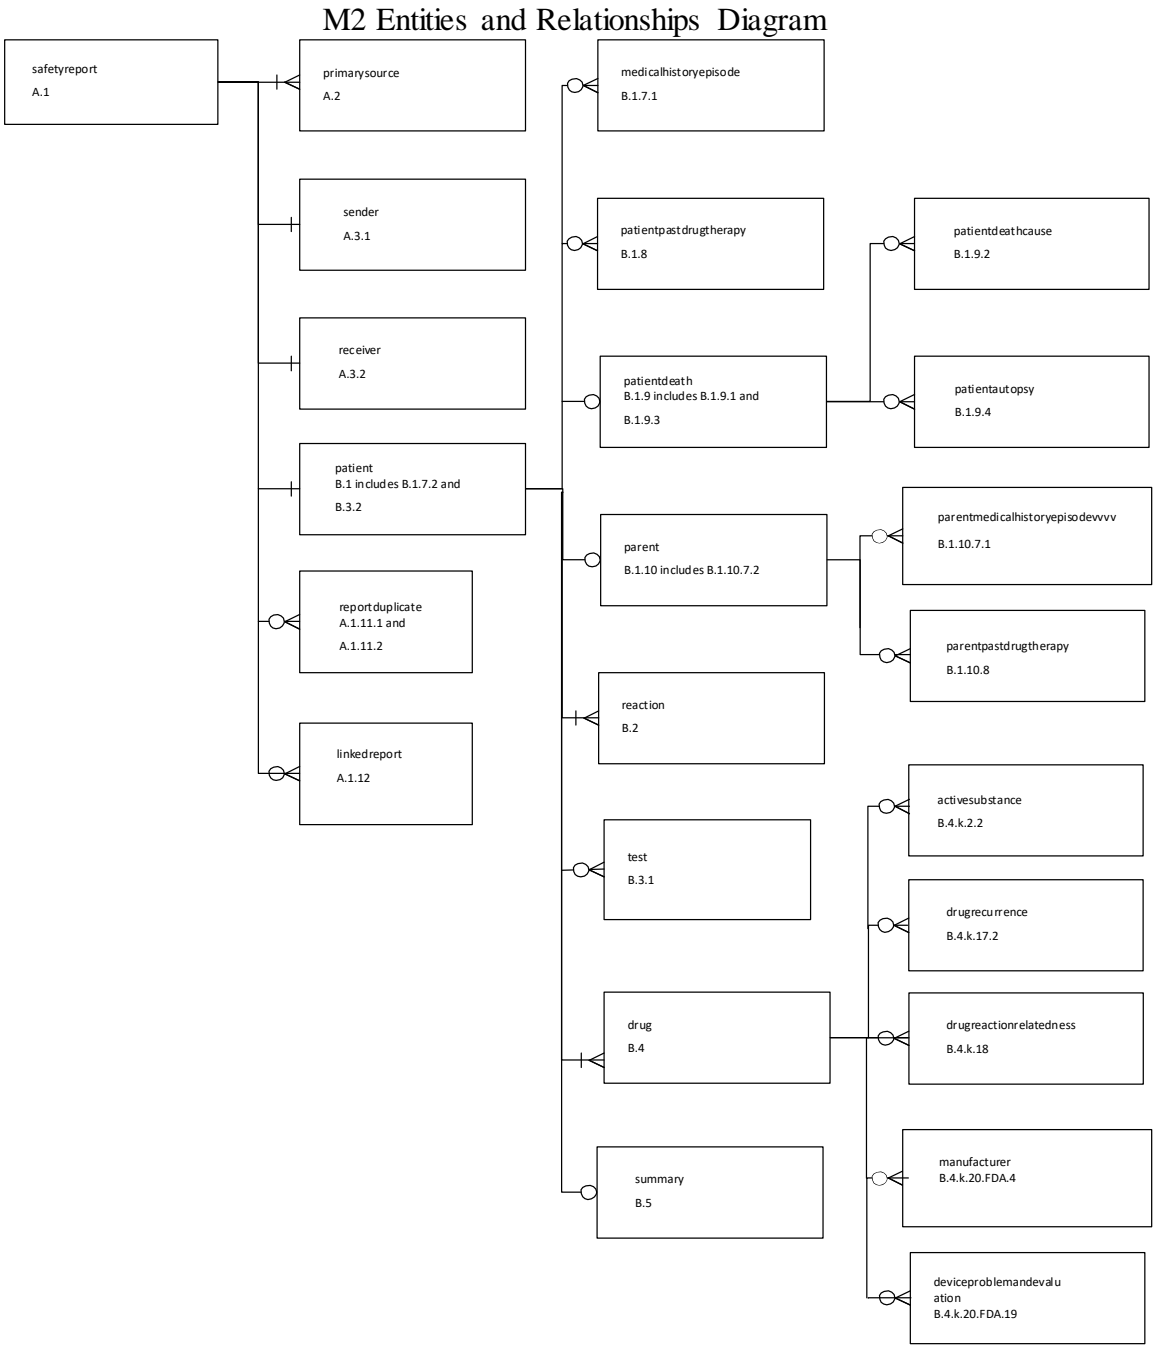 M2 Entities and Relationships Diagram
safetyreport
A.1
primarysource
A.2
sender
A.3.1
receiver
A.3.2
patient
B.1 includes B.1.7.2 and
B.3.2
reportduplicate
A.1.11.1 and
A.1.11.2
linkedreport
A.1.12
medicalhistoryepisode
B.1.7.1
patientpastdrugtherapy
B.1.8
patientdeath
B.1.9 includes B.1.9.1 and
B.1.9.3
parent
B.1.10 includes B.1.10.7.2
reaction
B.2
test
B.3.1
drug
B.4
summary
B.5
patientdeathcause
B.1.9.2
patientautopsy
B.1.9.4
parentmedicalhistoryepisodevvvv
B.1.10.7.1
parentpastdrugtherapy
B.1.10.8
activesubstance
B.4.k.2.2
drugrecurrence
B.4.k.17.2
drugreactionrelatedness
B.4.k.18
manufacturer
B.4.k.20.FDA.4
deviceproblemandevalu
ation
B.4.k.20.FDA.19